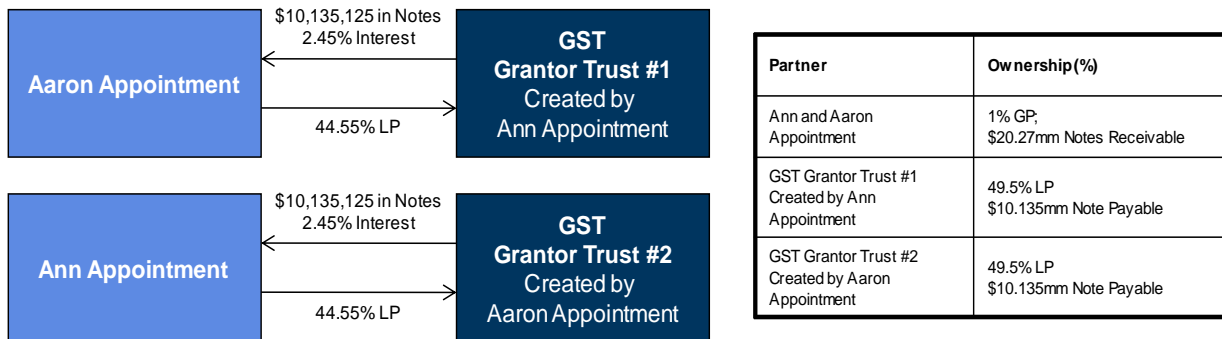 $10,135,125 in Notes
2.45% Interest
Aaron Appointment
44.55% LP
GST
Grantor Trust #1
Created by
Ann Appointment
$10,135,125 in Notes
2.45% Interest
Ann Appointment
44.55% LP
GST
Grantor Trust #2
Created by
Aaron Appointment
Partner Ownership (%)
Ann and Aaron
Appointment
1% GP;
$20.27mm Notes Receivable
GST Grantor Trust #1
Created by Ann
Appointment
49.5% LP
$10.135mm Note Payable
GST Grantor Trust #2
Created by Aaron
Appointment
49.5% LP
$10.135mm Note Payable